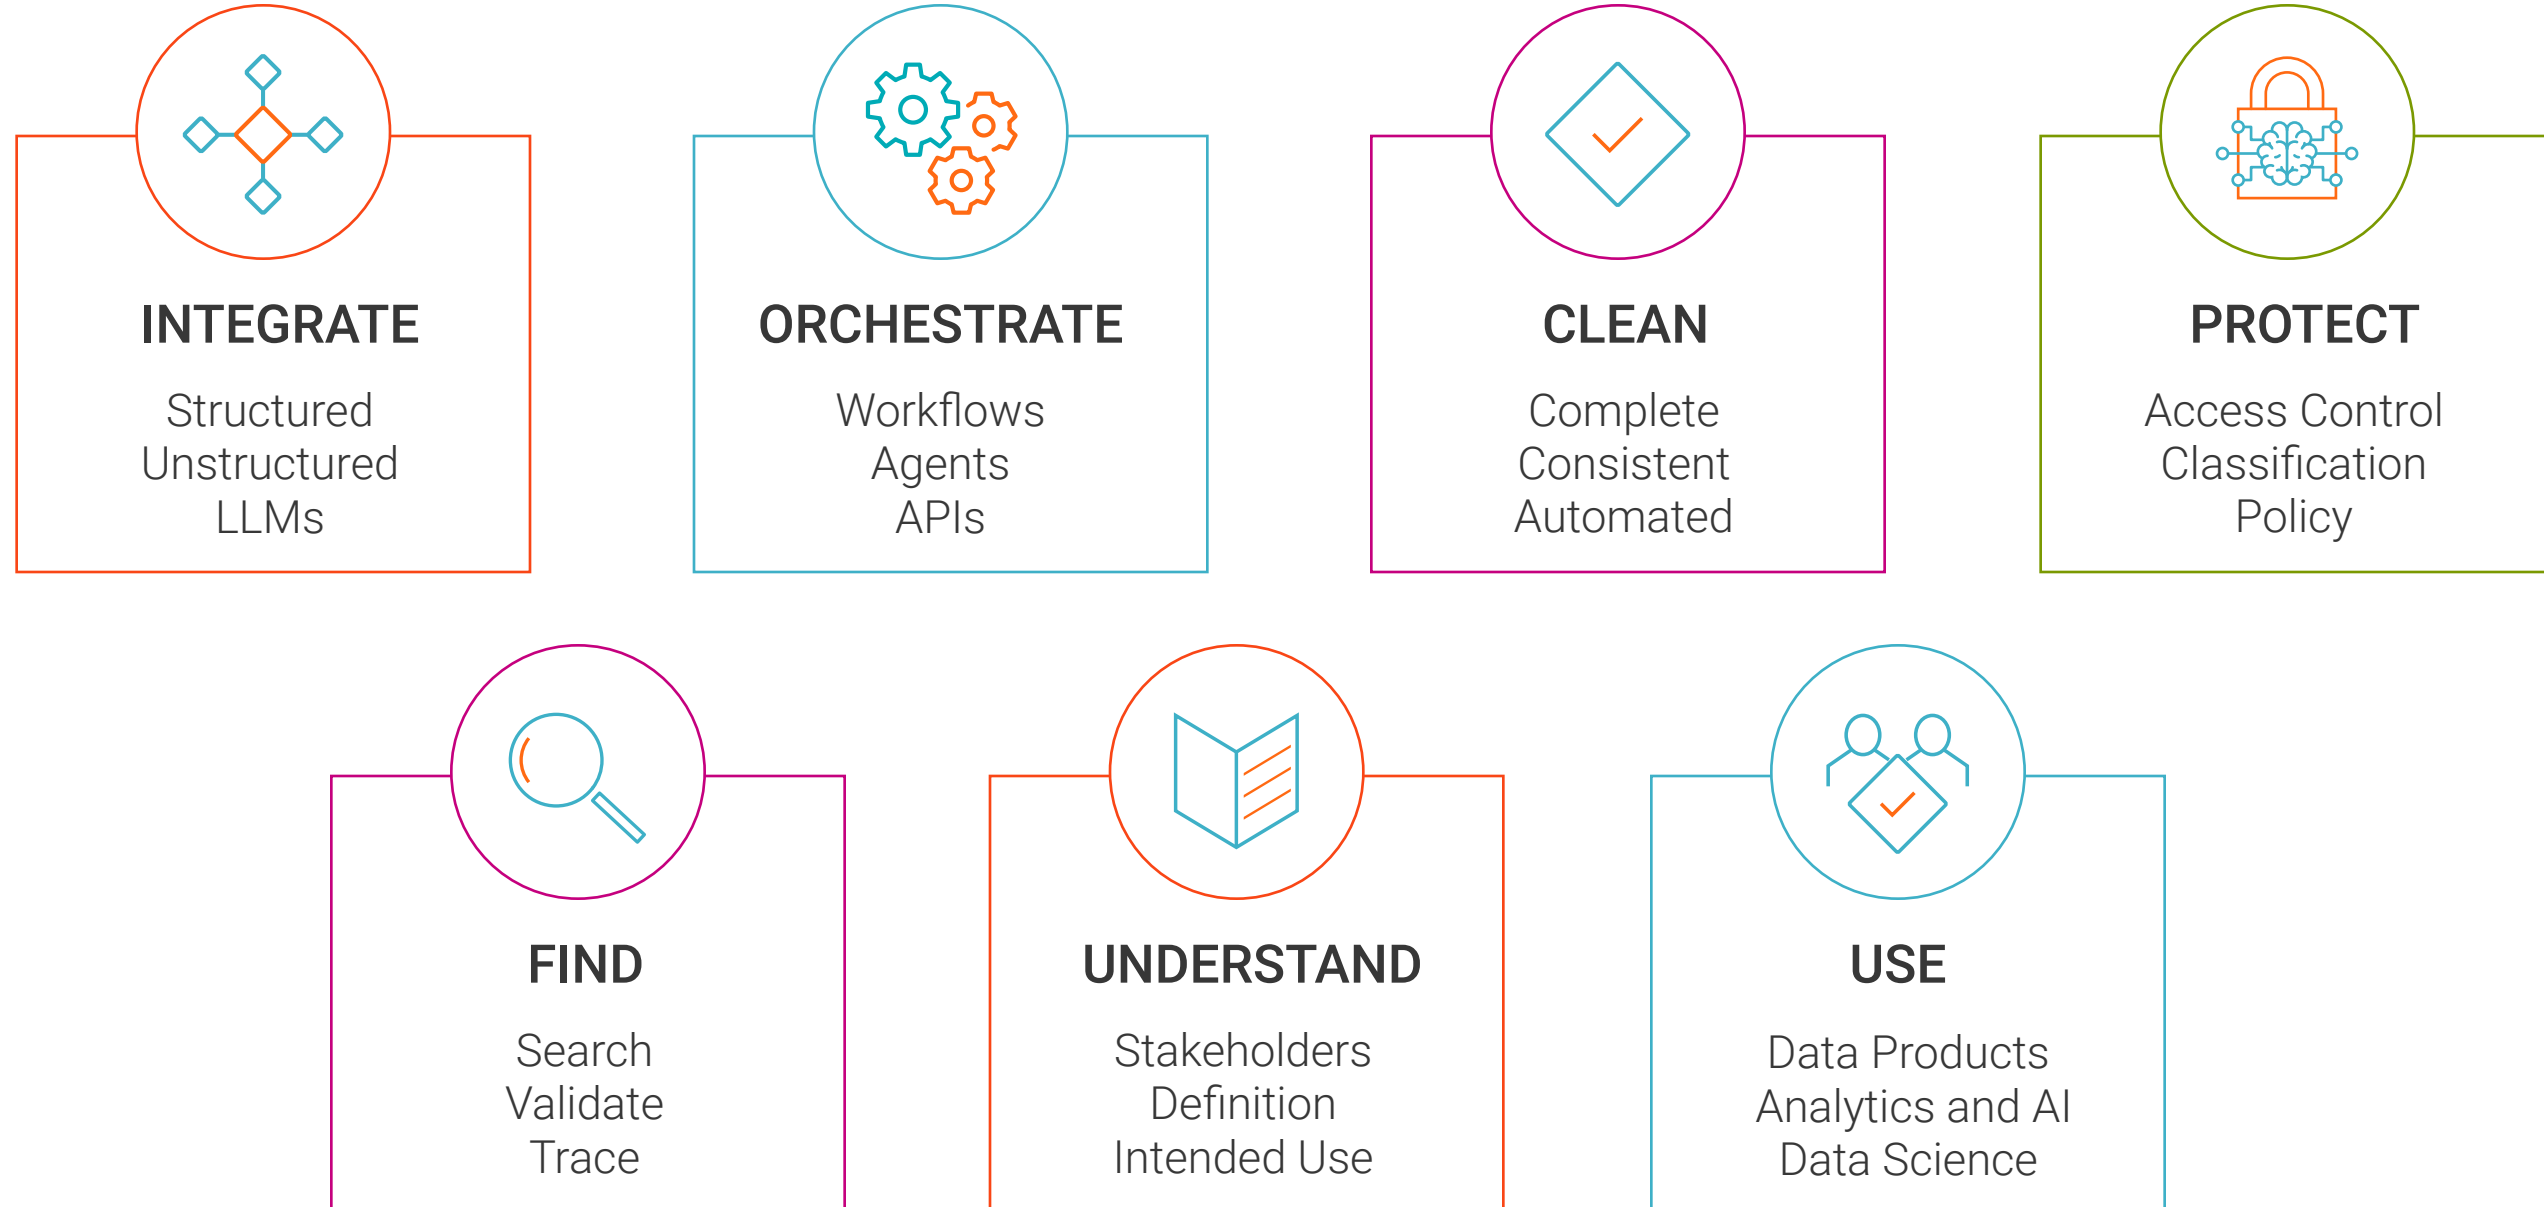 INTEGRATE
Structured
Unstructured
LLMs
ORCHESTRATE
Workflows
Agents
APIs
CLEAN
Complete
Consistent
Automated
PROTECT
Access Control
Classification
Policy
FIND
Search
Validate
Trace
UNDERSTAND
Stakeholders
Definition
Intended Use
USE
Data Products
Analytics and AI
Data Science